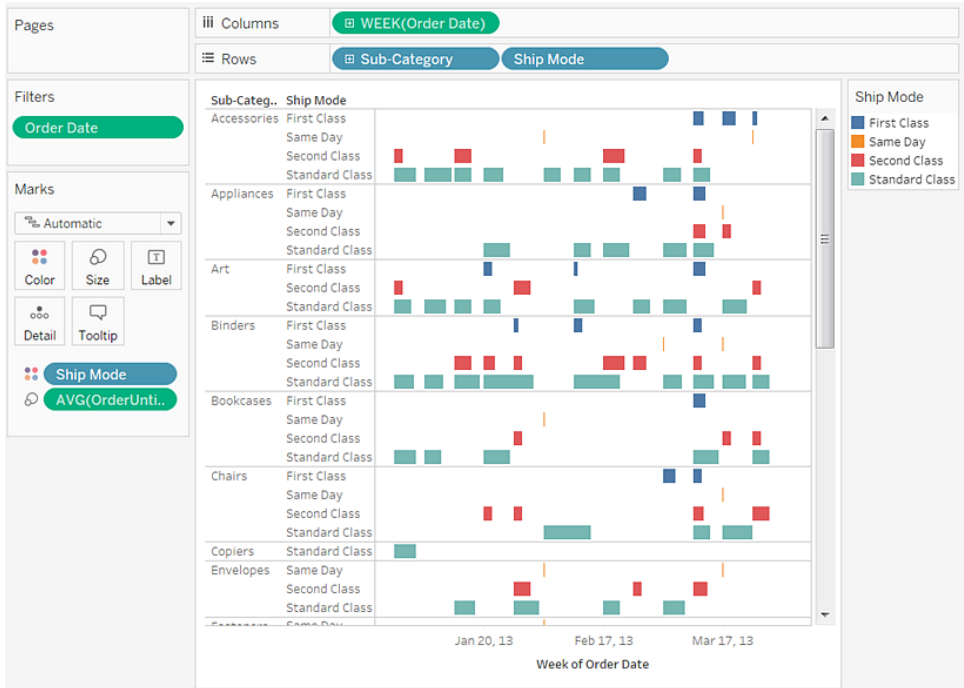 Pages
Columns
WEEK(Order Date)
Rows
Sub-Category
Ship Mode
Filters
Order Date
Marks
Automatic
Color
Size
Label
Detail
Tooltip
Ship Mode
AVG(OrderUnti..
Sub-Categ.. Ship Mode
Accessories First Class
Same Day
Second Class
Standard Class
Appliances First Class
Same Day
Second Class
Standard Class
Art First Class
Second Class
Standard Class
Binders First Class
Same Day
Second Class
Standard Class
Bookcases First Class
Same Day
Second Class
Standard Class
Chairs First Class
Same Day
Second Class
Standard Class
Copiers Standard Class
Envelopes Same Day
Second Class
Standard Class
Fasteners Same Day
Jan 20, 13 Feb 17, 13 Mar 17, 13
Week of Order Date
Ship Mode
First Class
Same Day
Second Class
Standard Class